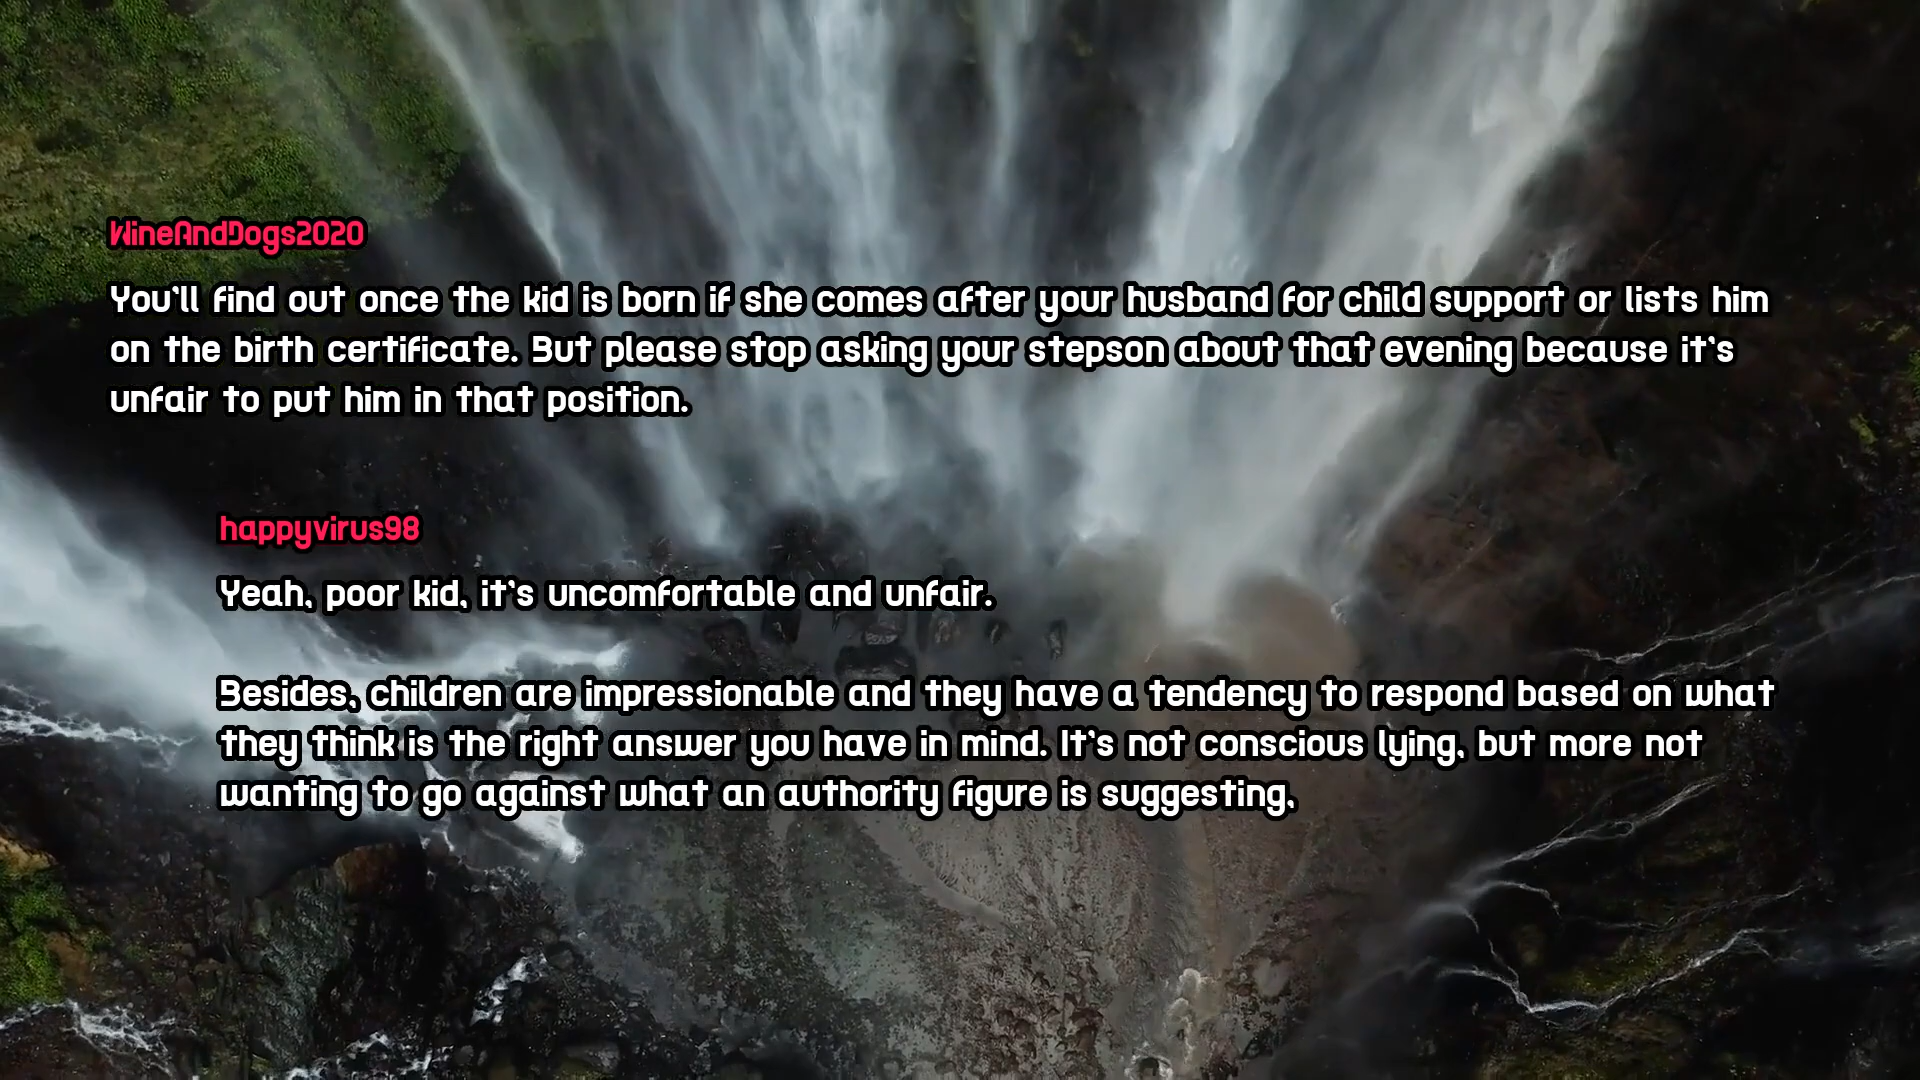 WineAndDogs2020
You'll find out once the kid is born if she comes after your husband for child support or lists him
on the birth certificate. But please stop asking your stepson about that evening because it's
unfair to put him in that position.
happyvirus98
Yeah, poor kid, it's uncomfortable and unfair.
Besides, children are impressionable and they have a tendency to respond based on what
they think is the right answer you have in mind. It's not conscious lying, but more not
wanting to go against what an authority figure is suggesting,